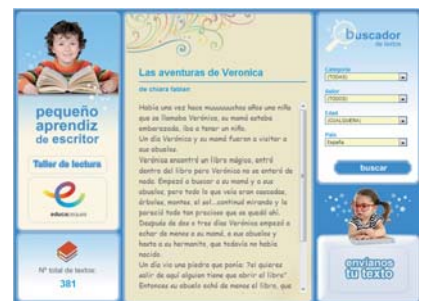 pequeño
aprendiz
de escritor
Taller de lectura
educa
Nº total de textos:
381
Las aventuras de Veronica
de chiara fabian
Había una vez hace muuuuuchos años una niña
que se llamaba Verónica, su mamá estaba
embarazada, iba a tener un niño.
Un día Verónica y su mamá fueron a visitar a
sus abuelos.
Verónica encontró un libro mágico, entró
dentro del libro pero Verónica no se enteró de
nada. Empezó a buscar a su mamá y a sus
abuelos, pero todo lo que veía eran cascadas,
árboles, montes, el sol...continuó mirando y le
pareció todo tan precioso que se quedó ahí.
Después de dos o tres días Verónica empezó a
echar de menos a su mamá, a sus abuelos y
hasta a su hermanito, que todavía no había
nacido.
Un día vio una piedra que ponía: "si quieres
salir de aquí alguien tiene que abrir el libro"
Entonces su abuela echó de menos el libro, que
buscador
de textos
Categoría
(TODAS)
Autor
(TODOS)
Edad
(CUALQUIERA)
País
España
buscar
envíanos
tu texto